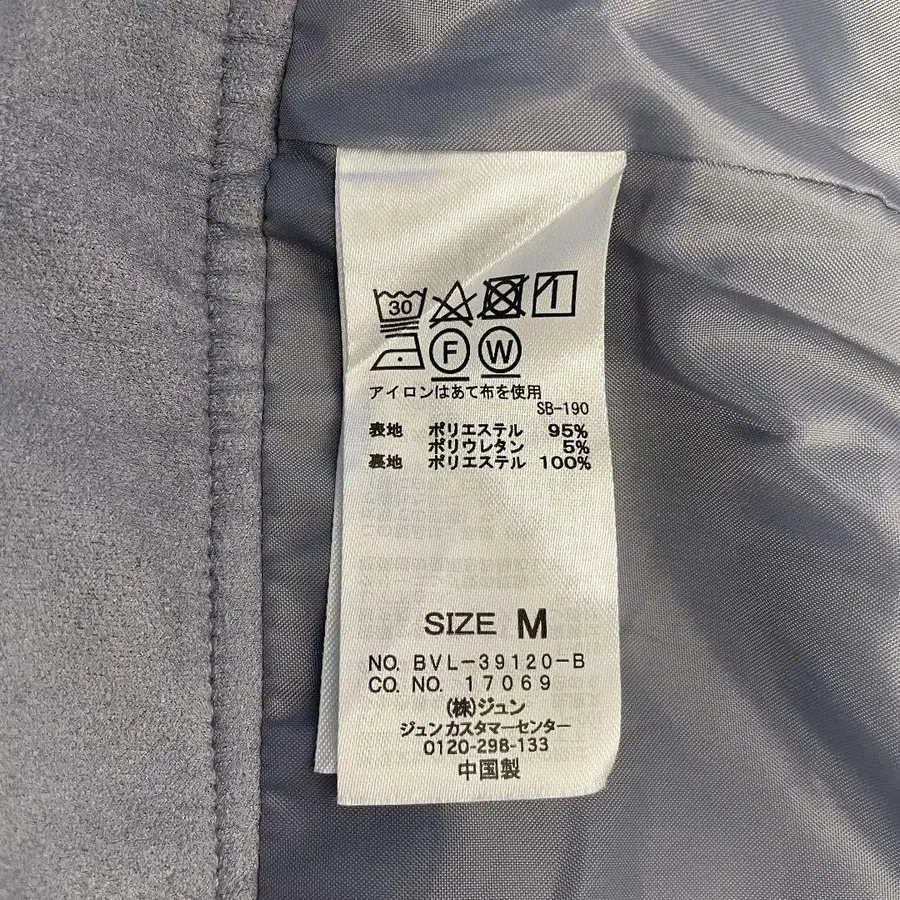 30
F W
アイロンはあて布を使用
SB-190
表地 ポリエステル 95%
ポリウレタン 5%
裏地 ポリエステル 100%
SIZE M
NO. BVL-39120-B
CO. NO. 17069
(株)ジュン
ジュンカスタマーセンター
0120-298-133
中国製